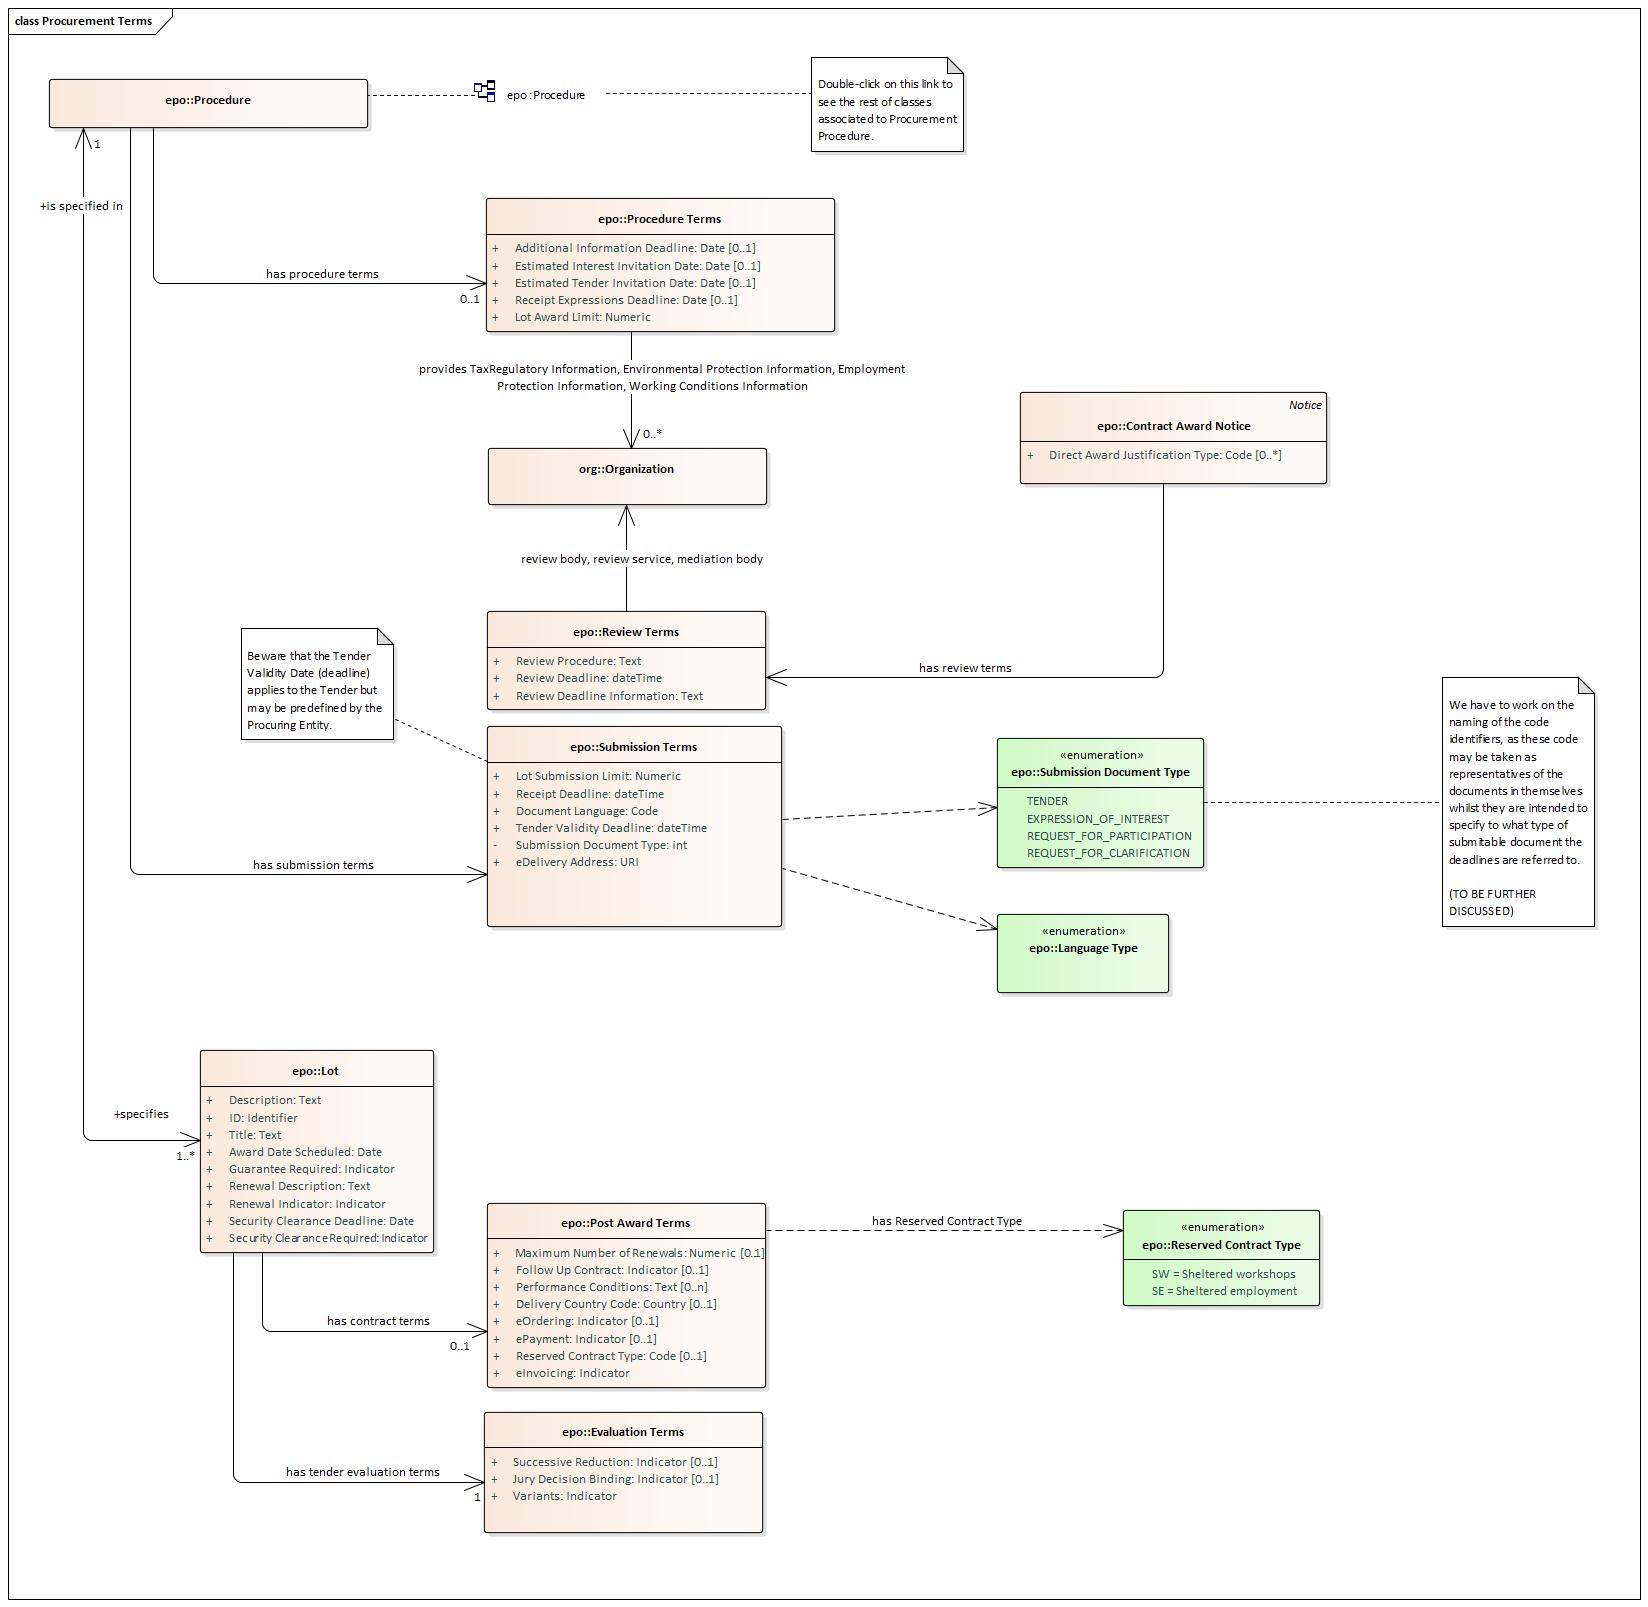 class Procurement Terms
epo::Procedure
epo :Procedure
Double-click on this link to
see the rest of classes
associated to Procurement
Procedure.
1
+is specified in
epo::Procedure Terms
+ Additional Information Deadline: Date [0..1]
+ Estimated Interest Invitation Date: Date [0..1]
+ Estimated Tender Invitation Date: Date [0..1]
+ Receipt Expressions Deadline: Date [0..1]
+ Lot Award Limit: Numeric
has procedure terms
0..1
provides TaxRegulatory Information, Environmental Protection Information, Employment
Protection Information, Working Conditions Information
0..*
Notice
epo::Contract Award Notice
+ Direct Award Justification Type: Code [0..*]
org::Organization
review body, review service, mediation body
epo::Review Terms
+ Review Procedure: Text
+ Review Deadline: dateTime
+ Review Deadline Information: Text
has review terms
Beware that the Tender
Validity Date (deadline)
applies to the Tender but
may be predefined by the
Procuring Entity.
epo::Submission Terms
+ Lot Submission Limit: Numeric
+ Receipt Deadline: dateTime
+ Document Language: Code
+ Tender Validity Deadline: dateTime
- Submission Document Type: int
+ eDelivery Address: URI
has submission terms
«enumeration»
epo::Submission Document Type
TENDER
EXPRESSION_OF_INTEREST
REQUEST_FOR_PARTICIPATION
REQUEST_FOR_CLARIFICATION
We have to work on the
naming of the code
identifiers, as these code
may be taken as
representatives of the
documents in themselves
whilst they are intended to
specify to what type of
submitable document the
deadlines are referred to.
(TO BE FURTHER
DISCUSSED)
«enumeration»
epo::Language Type
epo::Lot
+ Description: Text
+ ID: Identifier
+ Title: Text
+ Award Date Scheduled: Date
+ Guarantee Required: Indicator
+ Renewal Description: Text
+ Renewal Indicator: Indicator
+ Security Clearance Deadline: Date
+ Security Clearance Required: Indicator
+specifies
1..*
epo::Post Award Terms
+ Maximum Number of Renewals: Numeric [0.1]
+ Follow Up Contract: Indicator [0..1]
+ Performance Conditions: Text [0..n]
+ Delivery Country Code: Country [0..1]
+ eOrdering: Indicator [0..1]
+ ePayment: Indicator [0..1]
+ Reserved Contract Type: Code [0..1]
+ eInvoicing: Indicator
has Reserved Contract Type
«enumeration»
epo::Reserved Contract Type
SW = Sheltered workshops
SE = Sheltered employment
has contract terms
0..1
epo::Evaluation Terms
+ Successive Reduction: Indicator [0..1]
+ Jury Decision Binding: Indicator [0..1]
+ Variants: Indicator
has tender evaluation terms
1